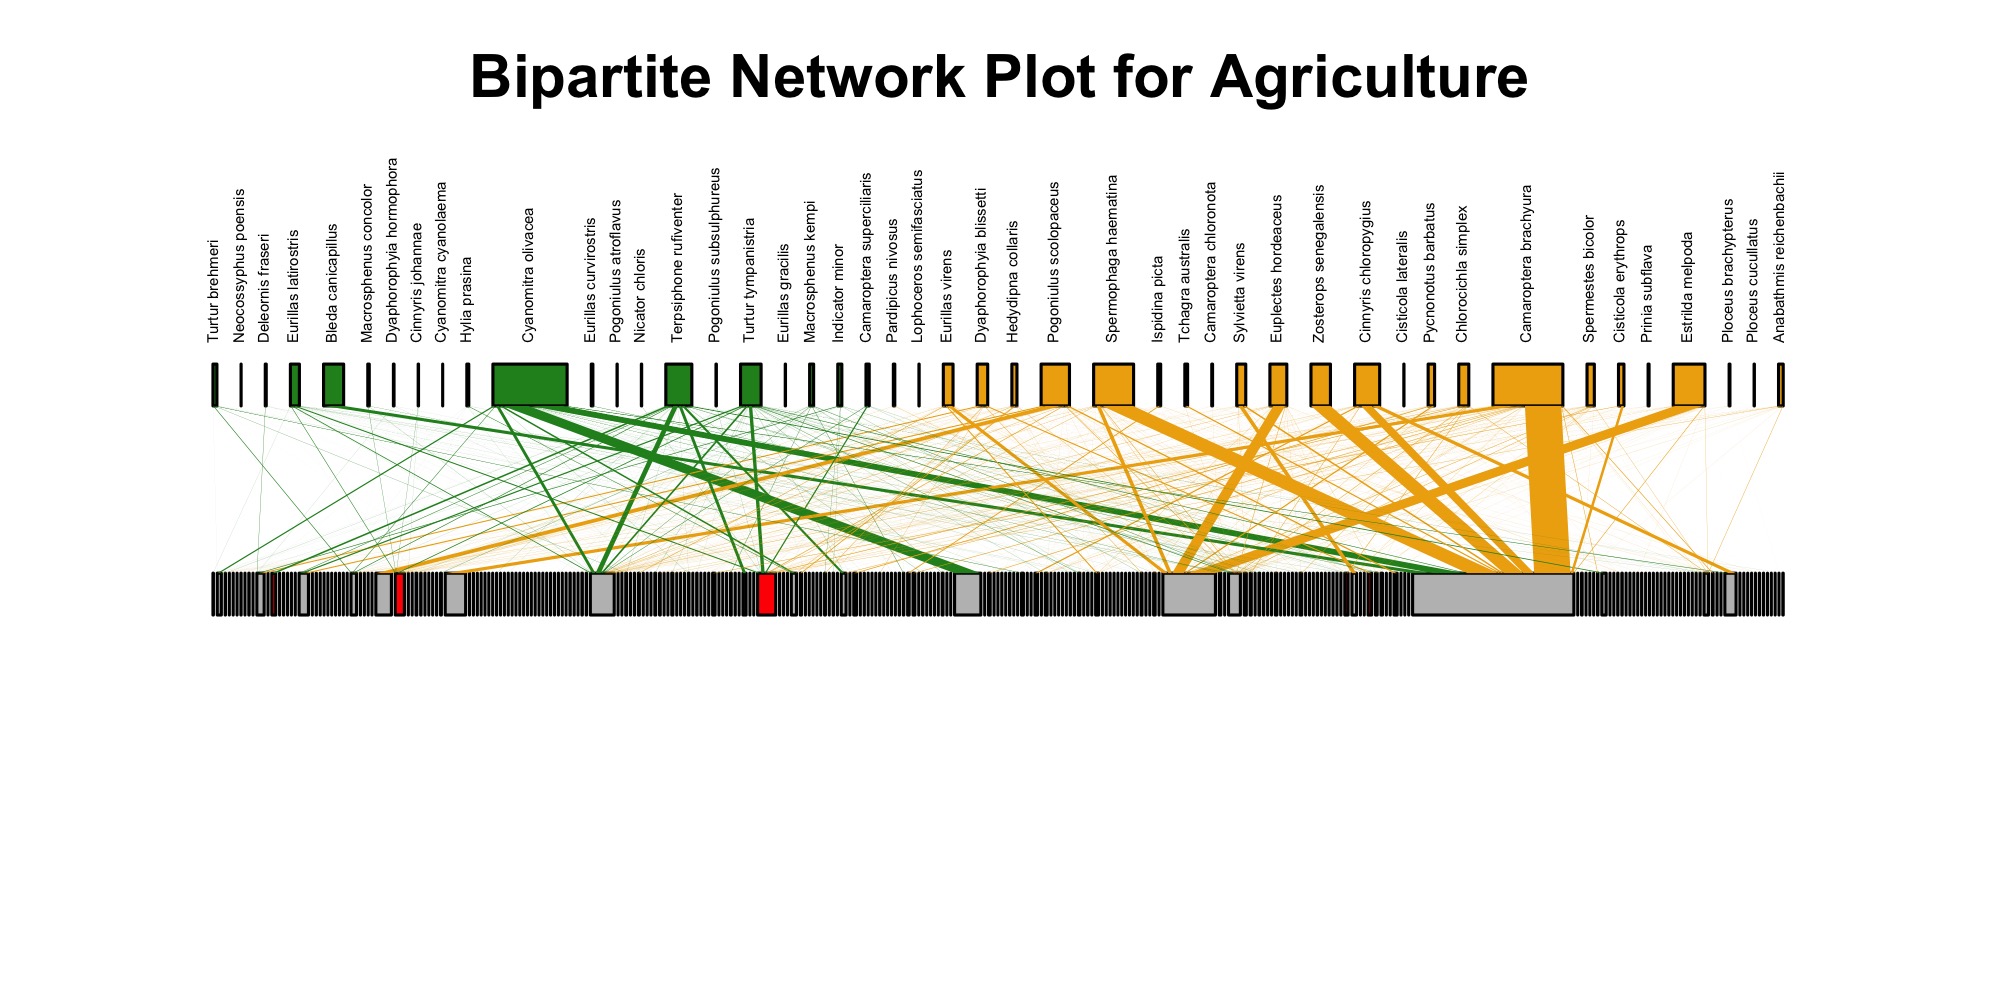 Bipartite Network Plot for Agriculture
Turtur brehmeri
Neocossyphus poensis
Deleornis fraseri
Eurillas latirostris
Bleda canicapillus
Macrosphenus concolor
Dyaphorophyia hormophora
Cinnyris johannae
Cyanomitra cyanolaema
Hylia prasina
Cyanomitra olivacea
Eurillas curvirostris
Pogoniulus atroflavus
Nicator chloris
Terpsiphone rufiventer
Pogoniulus subsulphureus
Turtur tympanistria
Eurillas gracilis
Macrosphenus kempi
Indicator minor
Camaroptera superciliaris
Pardipicus nivosus
Lophoceros semifasciatus
Eurillas virens
Dyaphorophyia blissetti
Hedydipna collaris
Pogoniulus scolopaceus
Spermophaga haematina
Ispidina picta
Tchagra australis
Camaroptera chloronota
Sylvietta virens
Euplectes hordeaceus
Zosterops senegalensis
Cinnyris chloropygius
Cisticola lateralis
Pycnonotus barbatus
Chlorocichla simplex
Camaroptera brachyura
Spermestes bicolor
Cisticola erythrops
Prinia subflava
Estrilda melpoda
Ploceus brachypterus
Ploceus cucullatus
Anabathmis reichenbachii